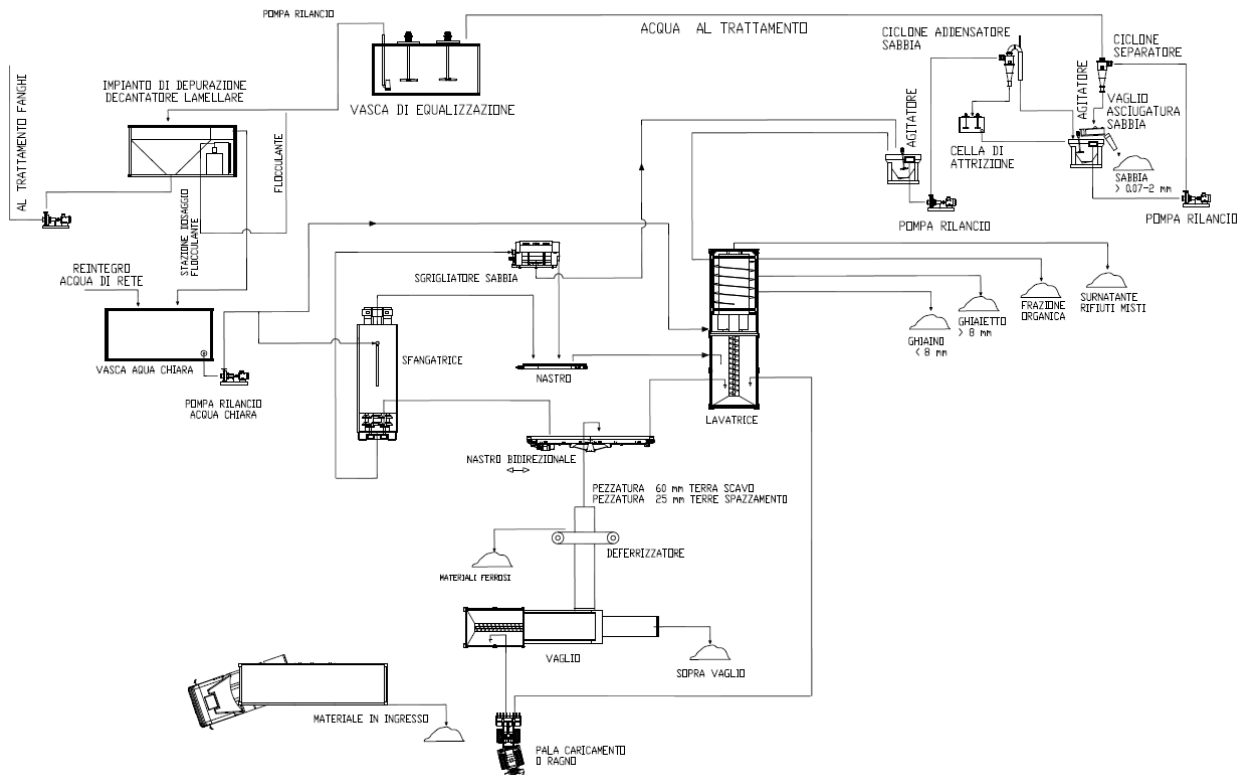 POMPA RILANCIO
ACQUA AL TRATTAMENTO
CICLONE ADDENSATORE
SABBIA
CICLONE
SEPARATORE
IMPIANTO DI DEPURAZIONE
DECANTATORE LAMELLARE
VASCA DI EQUALIZZAZIONE
AL TRATTAMENTO FANGHI
FLOCCULANTE
STAZIONE DOSAGGIO
FLOCCULANTE
AGITATORE
AGITATORE
VAGLIO
ASCIUGATURA
SABBIA
CELLA DI
ATTRIZIONE
SABBIA
> 0.07-2 mm
POMPA RILANCIO
POMPA RILANCIO
REINTEGRO
ACQUA DI RETE
SGRIGLIATORE SABBIA
VASCA AQUA CHIARA
POMPA RILANCIO
ACQUA CHIARA
SFANGATRICE
NASTRO
LAVATRICE
GHIAINO
< 8 mm
GHIAIETTO
> 8 mm
FRAZIONE
ORGANICA
SURNATANTE
RIFIUTI MISTI
NASTRO BIDIREZIONALE
PEZZATURA 60 mm TERRA SCAVO
PEZZATURA 25 mm TERRE SPAZZAMENTO
DEFERRIZZATORE
MATERIALI FERROSI
VAGLIO
SOPRA VAGLIO
MATERIALE IN INGRESSO
PALA CARICAMENTO
O RAGNO